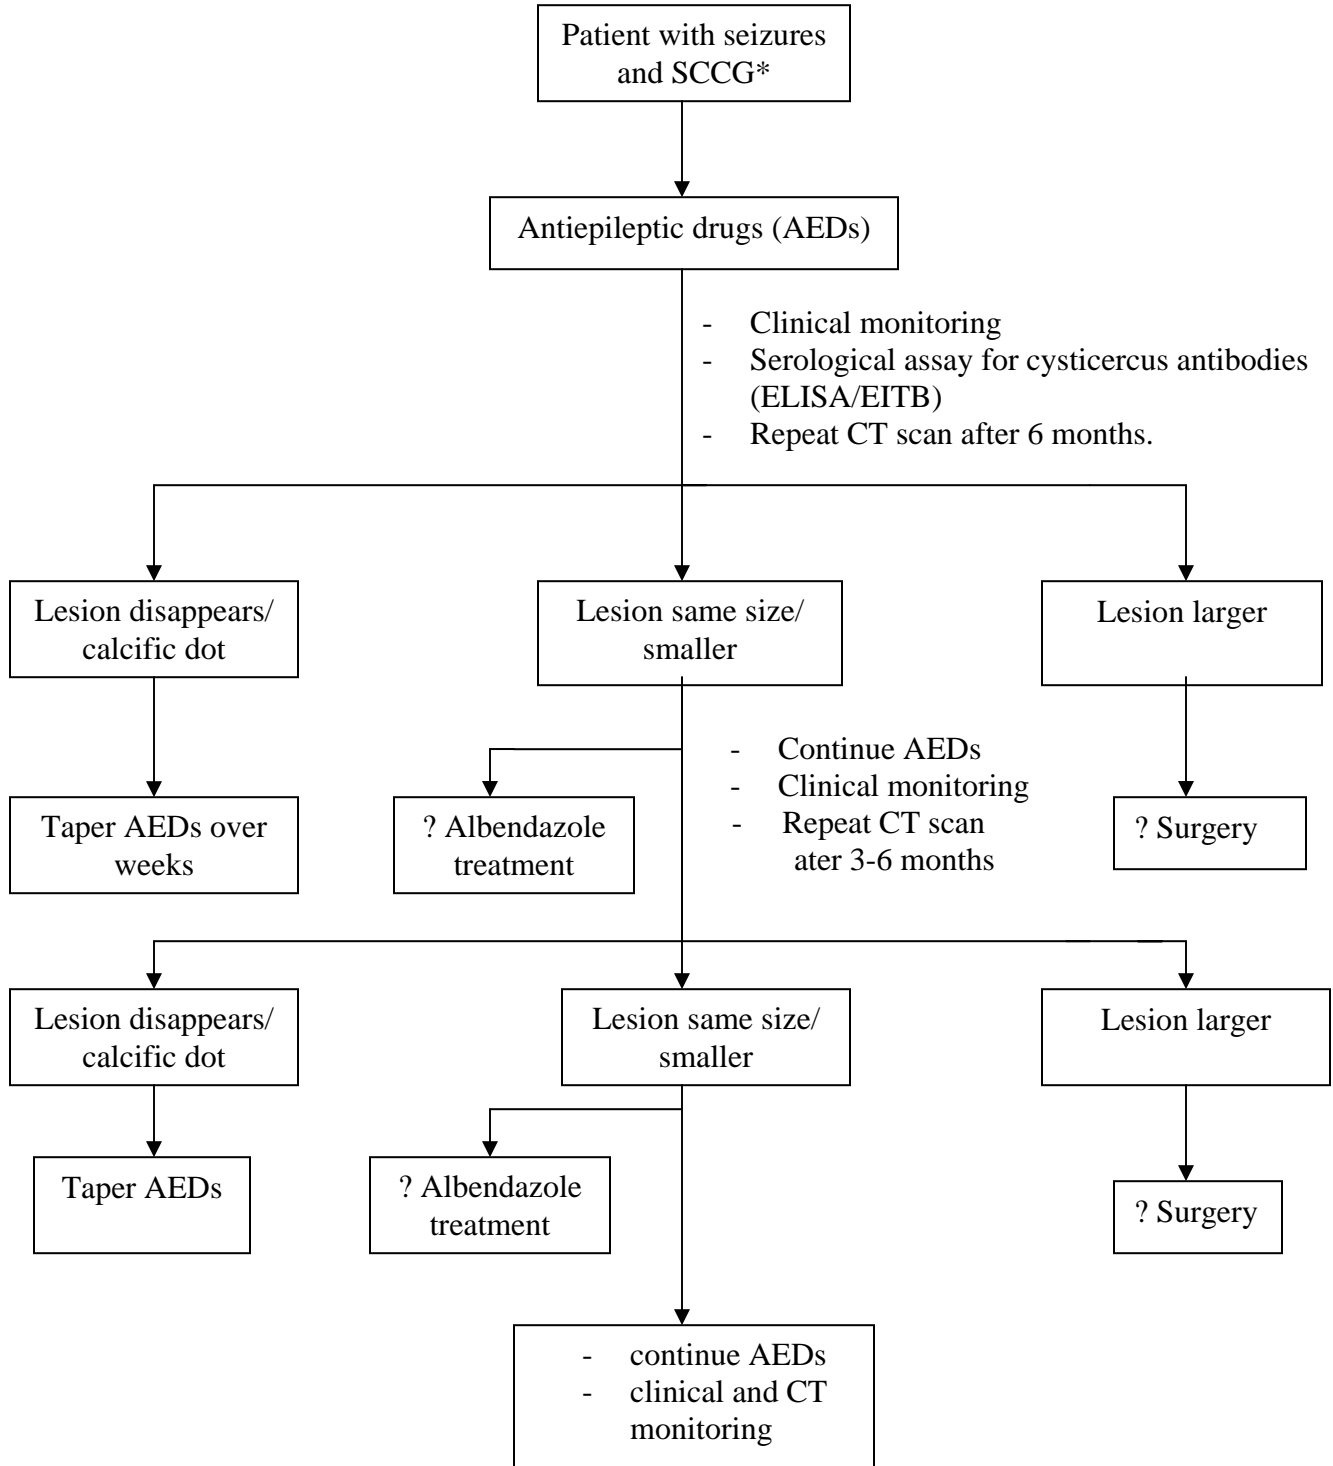 Patient with seizures
and SCCG*
Antiepileptic drugs (AEDs)
- Clinical monitoring
- Serological assay for cysticercus antibodies
(ELISA/EITB)
- Repeat CT scan after 6 months.
Lesion disappears/
calcific dot
Lesion same size/
smaller
Lesion larger
- Continue AEDs
- Clinical monitoring
- Repeat CT scan
ater 3-6 months
Taper AEDs over
weeks
? Albendazole
treatment
? Surgery
Lesion disappears/
calcific dot
Lesion same size/
smaller
Lesion larger
Taper AEDs
? Albendazole
treatment
? Surgery
- continue AEDs
- clinical and CT
monitoring